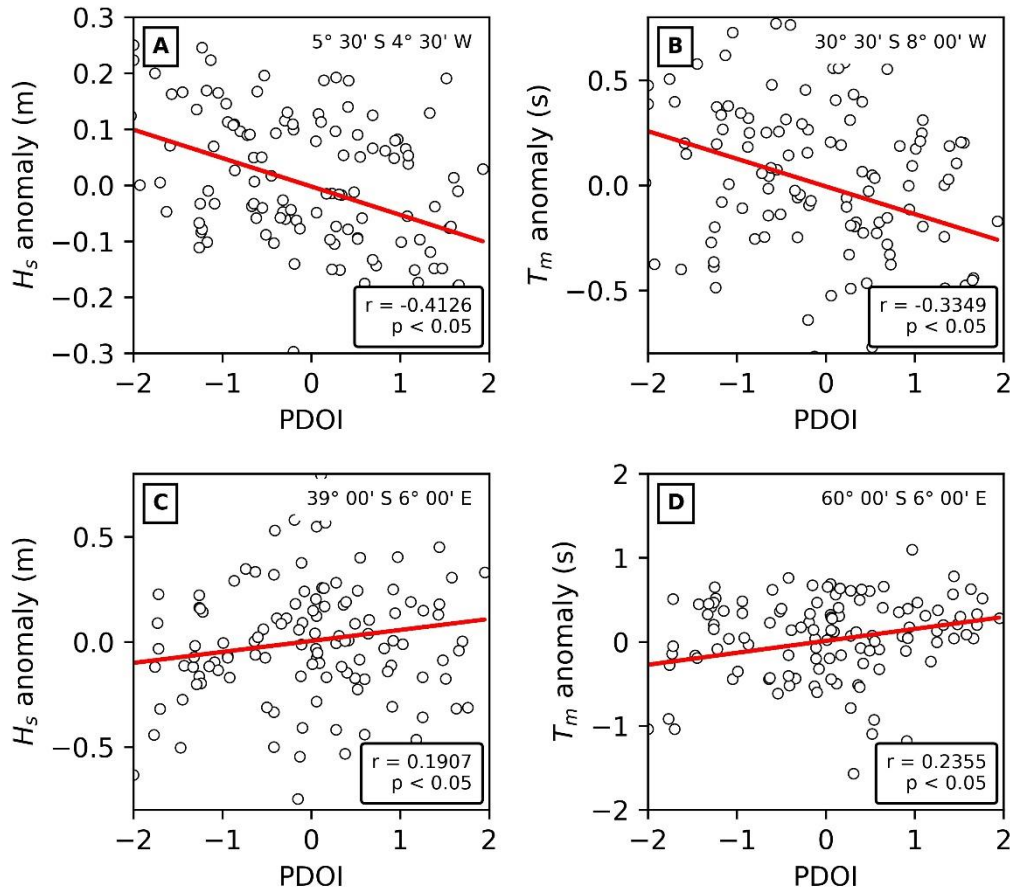 A
5° 30' S 4° 30' W
0.3
0.2
0.1
0.0
−0.1
−0.2
−0.3
H_s anomaly (m)
r = -0.4126
p < 0.05
−2 −1 0 1 2
PDOI
B
30° 30' S 8° 00' W
0.5
0.0
−0.5
T_m anomaly (s)
r = -0.3349
p < 0.05
−2 −1 0 1 2
PDOI
C
39° 00' S 6° 00' E
0.5
0.0
−0.5
H_s anomaly (m)
r = 0.1907
p < 0.05
−2 −1 0 1 2
PDOI
D
60° 00' S 6° 00' E
2
1
0
−1
−2
T_m anomaly (s)
r = 0.2355
p < 0.05
−2 −1 0 1 2
PDOI